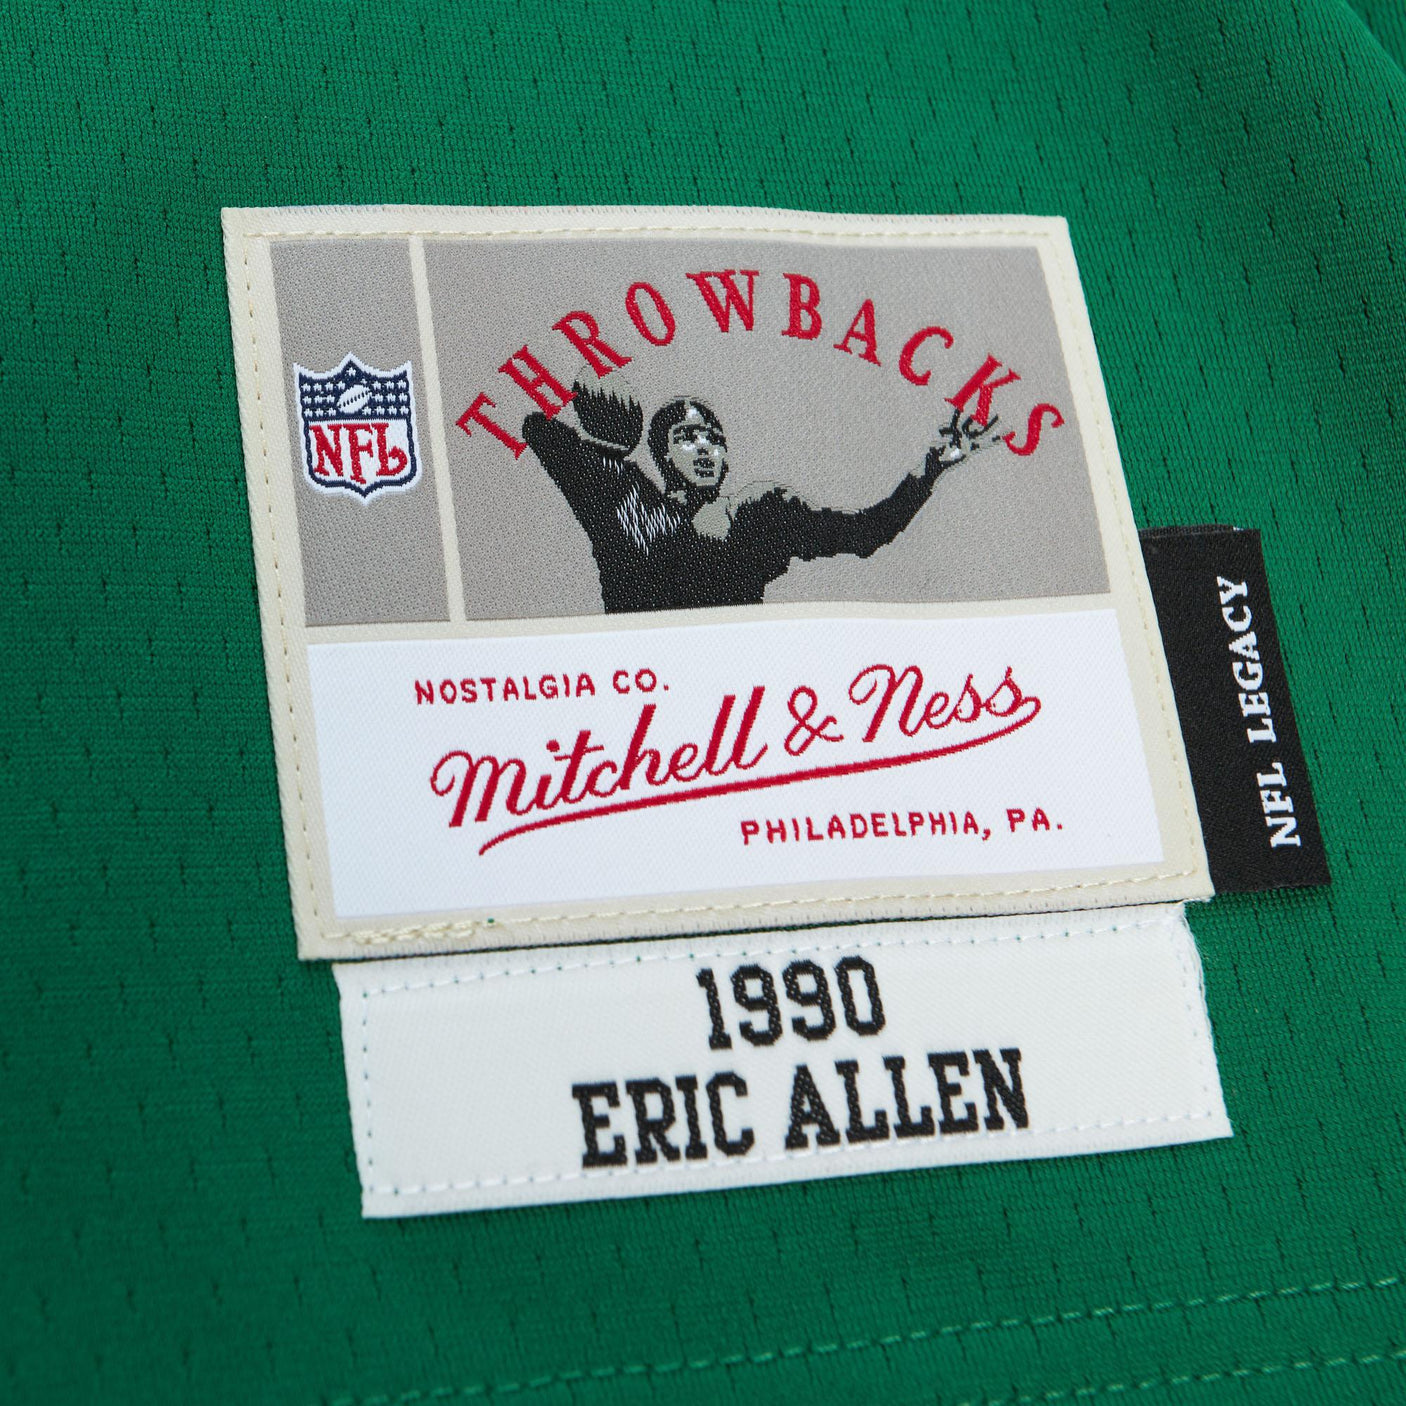 THROWBACKS
NFL
NOSTALGIA CO.
Mitchell & Ness
PHILADELPHIA, PA.
NFL LEGACY
1990
ERIC ALLEN